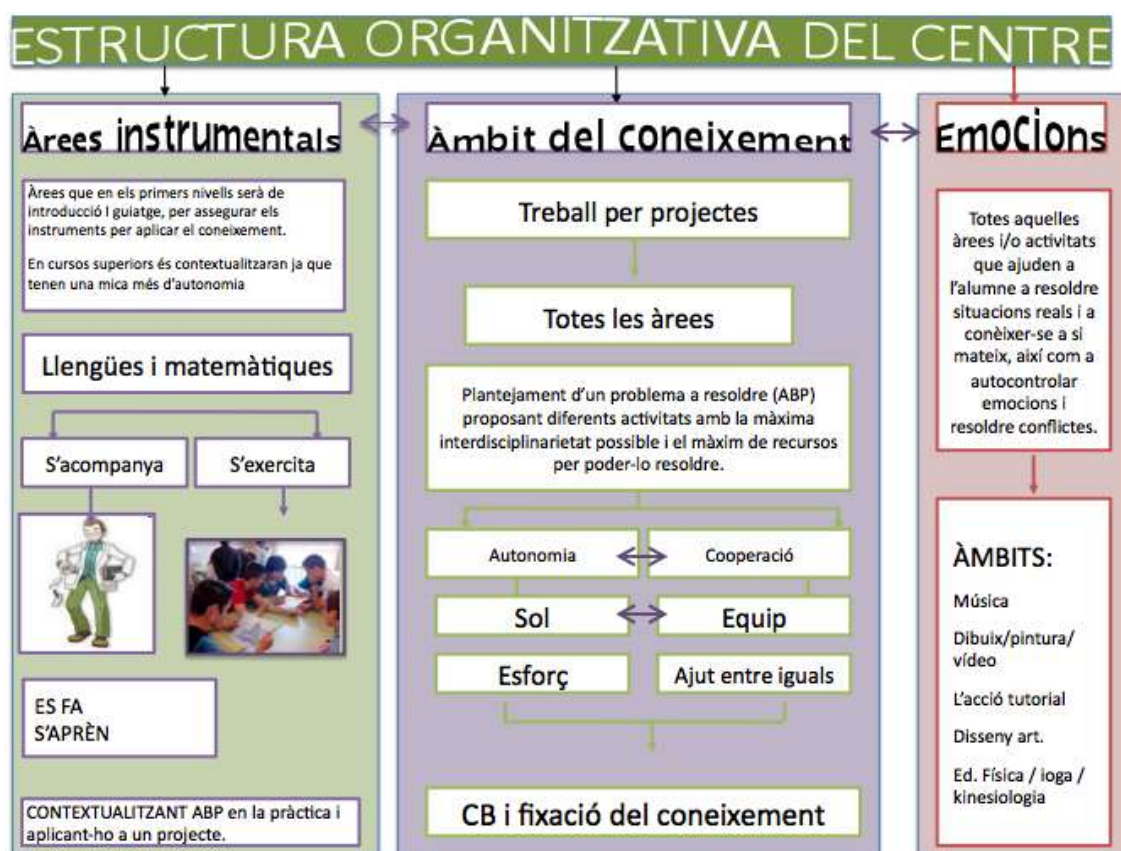 ESTRUCTURA ORGANITZATIVA DEL CENTRE
Àrees instrumentals
Àrees que en els primers nivells serà de
introducció I guiatge, per assegurar els
instruments per aplicar el coneixement.
En cursos superiors és contextualitzaran ja que
tenen una mica més d'autonomia
Llengües i matemàtiques
S'acompanya
S'exercita
ES FA
S'APRÈN
CONTEXTUALITZANT ABP en la pràctica i
aplicant-ho a un projecte.
Àmbit del coneixement
Treball per projectes
Totes les àrees
Plantejament d'un problema a resoldre (ABP)
proposant diferents activitats amb la màxima
interdisciplinarietat possible i el màxim de recursos
per poder-lo resoldre.
Autonomia
Cooperació
Sol
Equip
Esforç
Ajut entre iguals
CB i fixació del coneixement
Emocions
Totes aquelles
àrees i/o activitats
que ajuden a
l'alumne a resoldre
situacions reals i a
conèixer-se a si
mateix, així com a
autocontrolar
emocions i
resoldre conflictes.
ÀMBITS:
Música
Dibuix/pintura/
vídeo
L'acció tutorial
Disseny art.
Ed. Física / ioga /
kinesiologia